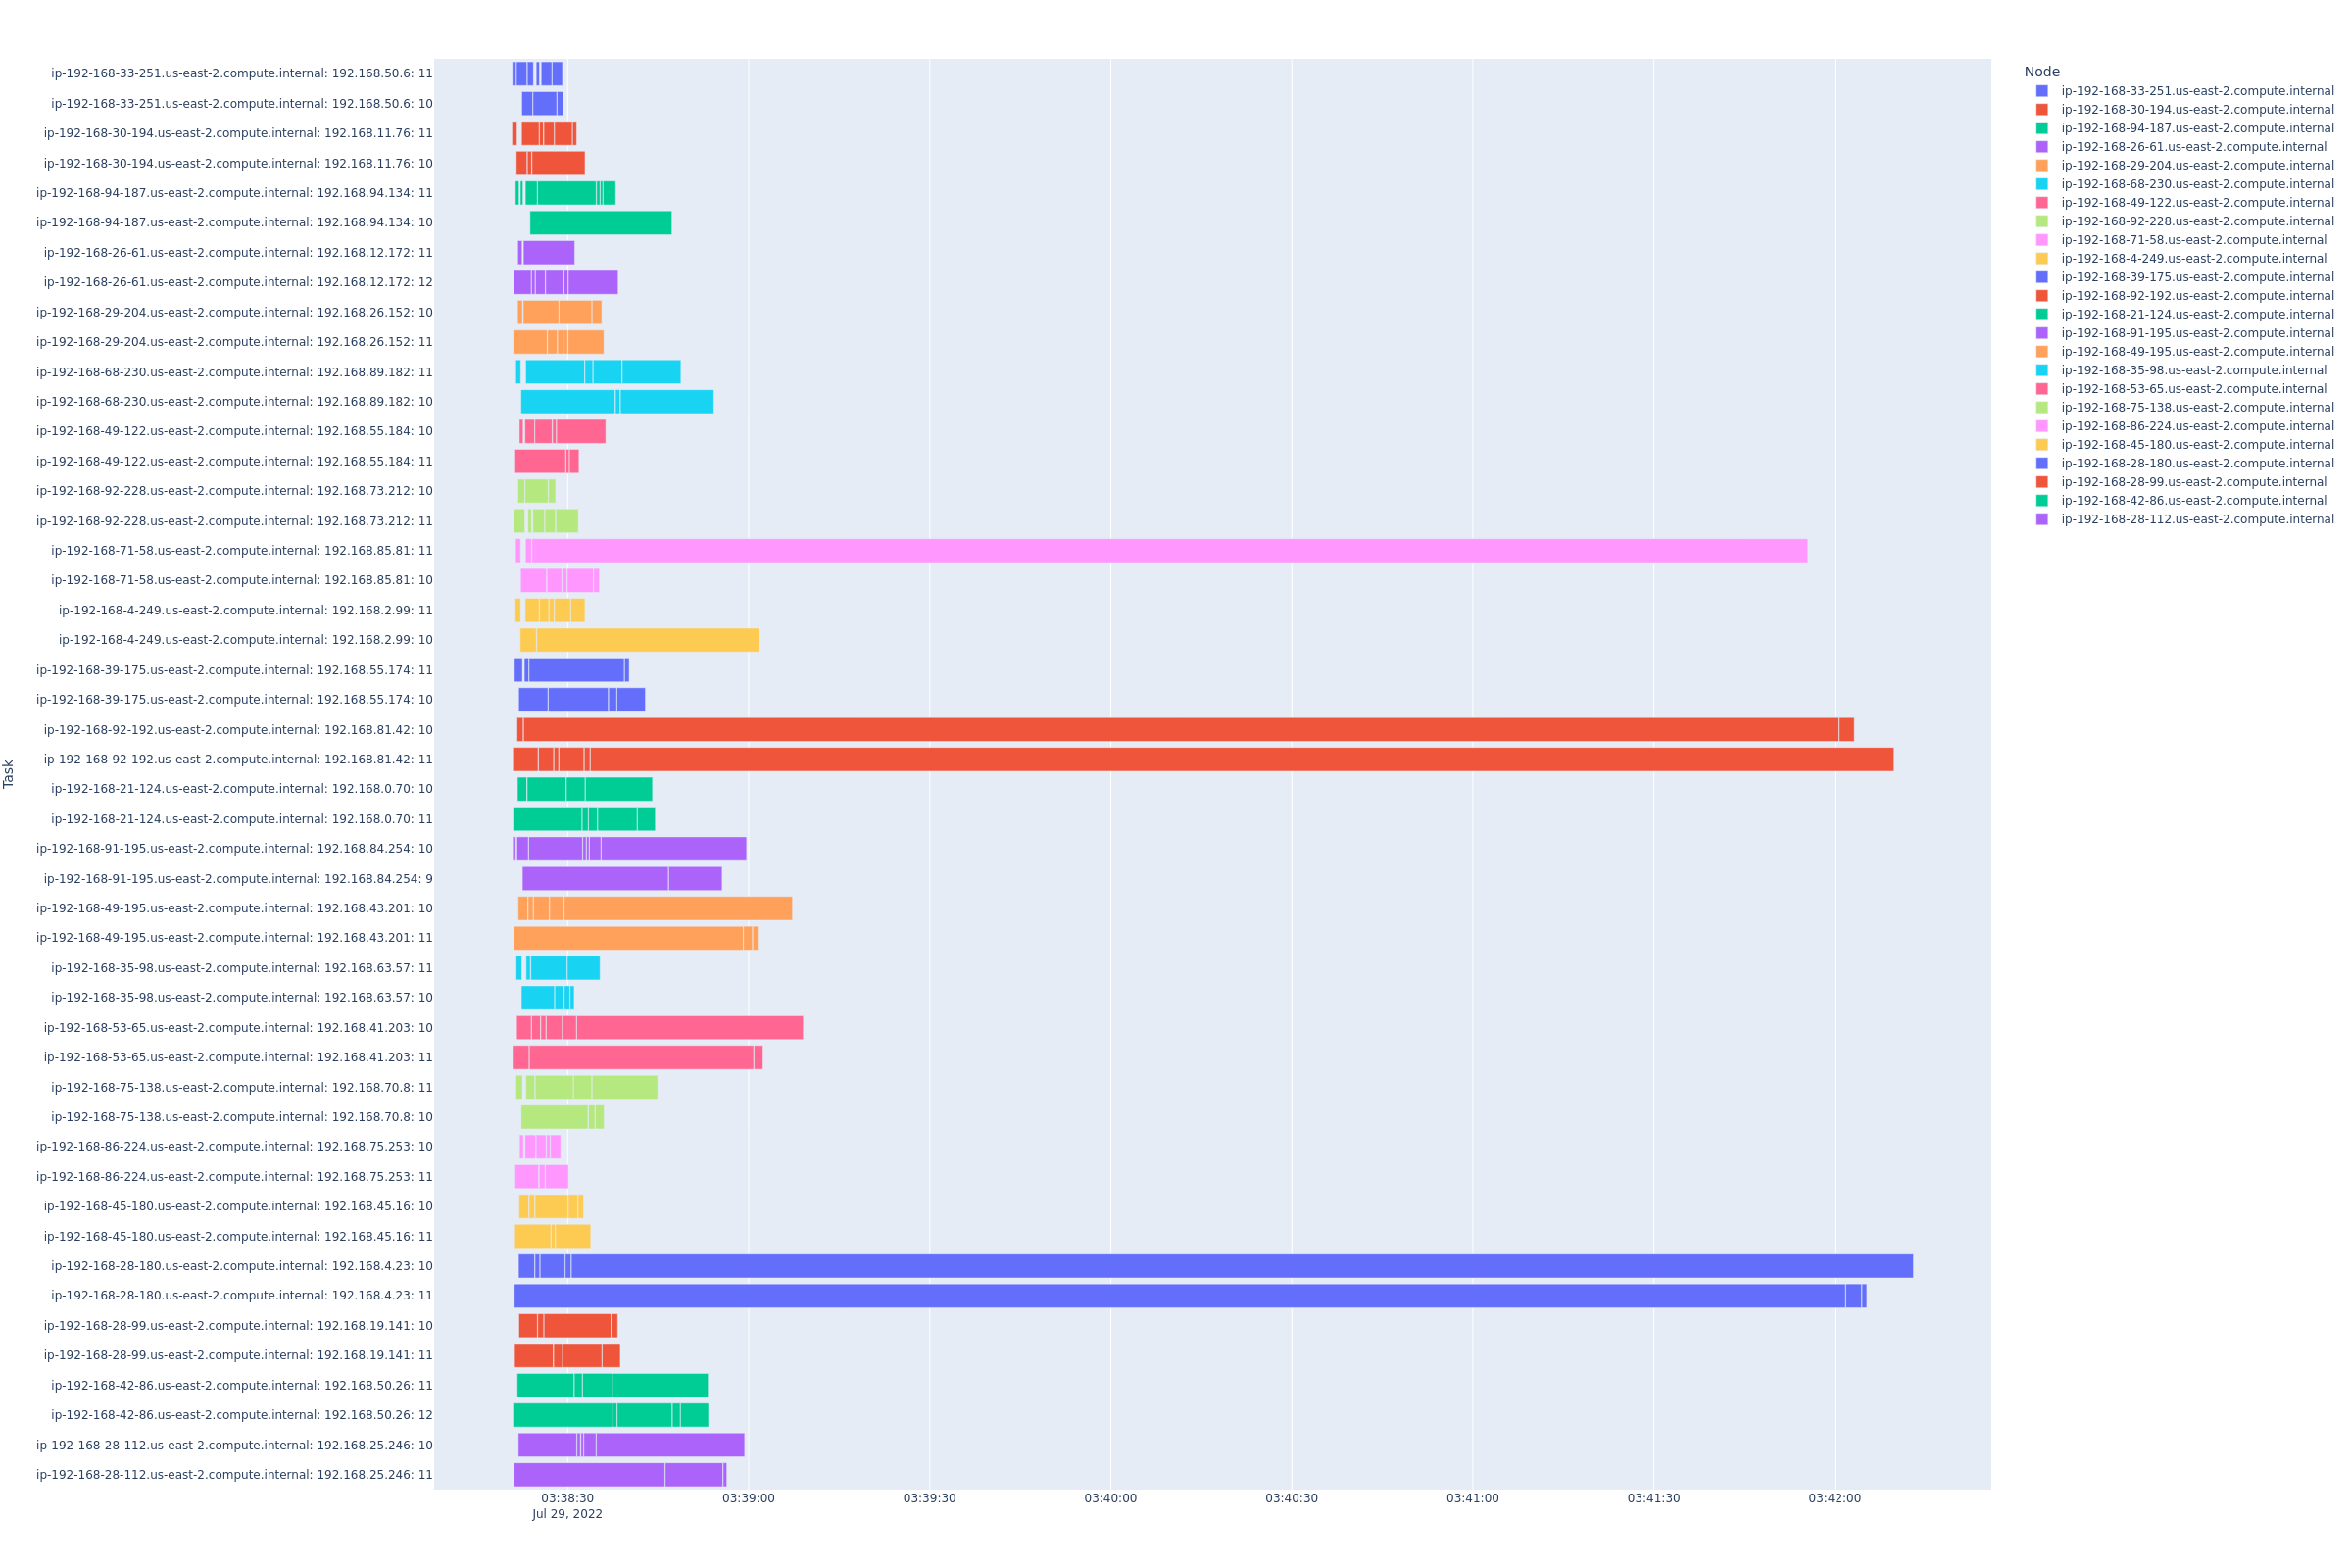 Task
ip-192-168-33-251.us-east-2.compute.internal: 192.168.50.6: 11
ip-192-168-33-251.us-east-2.compute.internal: 192.168.50.6: 10
ip-192-168-30-194.us-east-2.compute.internal: 192.168.11.76: 11
ip-192-168-30-194.us-east-2.compute.internal: 192.168.11.76: 10
ip-192-168-94-187.us-east-2.compute.internal: 192.168.94.134: 11
ip-192-168-94-187.us-east-2.compute.internal: 192.168.94.134: 10
ip-192-168-26-61.us-east-2.compute.internal: 192.168.12.172: 11
ip-192-168-26-61.us-east-2.compute.internal: 192.168.12.172: 12
ip-192-168-29-204.us-east-2.compute.internal: 192.168.26.152: 10
ip-192-168-29-204.us-east-2.compute.internal: 192.168.26.152: 11
ip-192-168-68-230.us-east-2.compute.internal: 192.168.89.182: 11
ip-192-168-68-230.us-east-2.compute.internal: 192.168.89.182: 10
ip-192-168-49-122.us-east-2.compute.internal: 192.168.55.184: 10
ip-192-168-49-122.us-east-2.compute.internal: 192.168.55.184: 11
ip-192-168-92-228.us-east-2.compute.internal: 192.168.73.212: 10
ip-192-168-92-228.us-east-2.compute.internal: 192.168.73.212: 11
ip-192-168-71-58.us-east-2.compute.internal: 192.168.85.81: 11
ip-192-168-71-58.us-east-2.compute.internal: 192.168.85.81: 10
ip-192-168-4-249.us-east-2.compute.internal: 192.168.2.99: 11
ip-192-168-4-249.us-east-2.compute.internal: 192.168.2.99: 10
ip-192-168-39-175.us-east-2.compute.internal: 192.168.55.174: 11
ip-192-168-39-175.us-east-2.compute.internal: 192.168.55.174: 10
ip-192-168-92-192.us-east-2.compute.internal: 192.168.81.42: 10
ip-192-168-92-192.us-east-2.compute.internal: 192.168.81.42: 11
ip-192-168-21-124.us-east-2.compute.internal: 192.168.0.70: 10
ip-192-168-21-124.us-east-2.compute.internal: 192.168.0.70: 11
ip-192-168-91-195.us-east-2.compute.internal: 192.168.84.254: 10
ip-192-168-91-195.us-east-2.compute.internal: 192.168.84.254: 9
ip-192-168-49-195.us-east-2.compute.internal: 192.168.43.201: 10
ip-192-168-49-195.us-east-2.compute.internal: 192.168.43.201: 11
ip-192-168-35-98.us-east-2.compute.internal: 192.168.63.57: 11
ip-192-168-35-98.us-east-2.compute.internal: 192.168.63.57: 10
ip-192-168-53-65.us-east-2.compute.internal: 192.168.41.203: 10
ip-192-168-53-65.us-east-2.compute.internal: 192.168.41.203: 11
ip-192-168-75-138.us-east-2.compute.internal: 192.168.70.8: 11
ip-192-168-75-138.us-east-2.compute.internal: 192.168.70.8: 10
ip-192-168-86-224.us-east-2.compute.internal: 192.168.75.253: 10
ip-192-168-86-224.us-east-2.compute.internal: 192.168.75.253: 11
ip-192-168-45-180.us-east-2.compute.internal: 192.168.45.16: 10
ip-192-168-45-180.us-east-2.compute.internal: 192.168.45.16: 11
ip-192-168-28-180.us-east-2.compute.internal: 192.168.4.23: 10
ip-192-168-28-180.us-east-2.compute.internal: 192.168.4.23: 11
ip-192-168-28-99.us-east-2.compute.internal: 192.168.19.141: 10
ip-192-168-28-99.us-east-2.compute.internal: 192.168.19.141: 11
ip-192-168-42-86.us-east-2.compute.internal: 192.168.50.26: 11
ip-192-168-42-86.us-east-2.compute.internal: 192.168.50.26: 12
ip-192-168-28-112.us-east-2.compute.internal: 192.168.25.246: 10
ip-192-168-28-112.us-east-2.compute.internal: 192.168.25.246: 11
03:38:30 03:39:00 03:39:30 03:40:00 03:40:30 03:41:00 03:41:30 03:42:00
Jul 29, 2022
Node
ip-192-168-33-251.us-east-2.compute.internal
ip-192-168-30-194.us-east-2.compute.internal
ip-192-168-94-187.us-east-2.compute.internal
ip-192-168-26-61.us-east-2.compute.internal
ip-192-168-29-204.us-east-2.compute.internal
ip-192-168-68-230.us-east-2.compute.internal
ip-192-168-49-122.us-east-2.compute.internal
ip-192-168-92-228.us-east-2.compute.internal
ip-192-168-71-58.us-east-2.compute.internal
ip-192-168-4-249.us-east-2.compute.internal
ip-192-168-39-175.us-east-2.compute.internal
ip-192-168-92-192.us-east-2.compute.internal
ip-192-168-21-124.us-east-2.compute.internal
ip-192-168-91-195.us-east-2.compute.internal
ip-192-168-49-195.us-east-2.compute.internal
ip-192-168-35-98.us-east-2.compute.internal
ip-192-168-53-65.us-east-2.compute.internal
ip-192-168-75-138.us-east-2.compute.internal
ip-192-168-86-224.us-east-2.compute.internal
ip-192-168-45-180.us-east-2.compute.internal
ip-192-168-28-180.us-east-2.compute.internal
ip-192-168-28-99.us-east-2.compute.internal
ip-192-168-42-86.us-east-2.compute.internal
ip-192-168-28-112.us-east-2.compute.internal